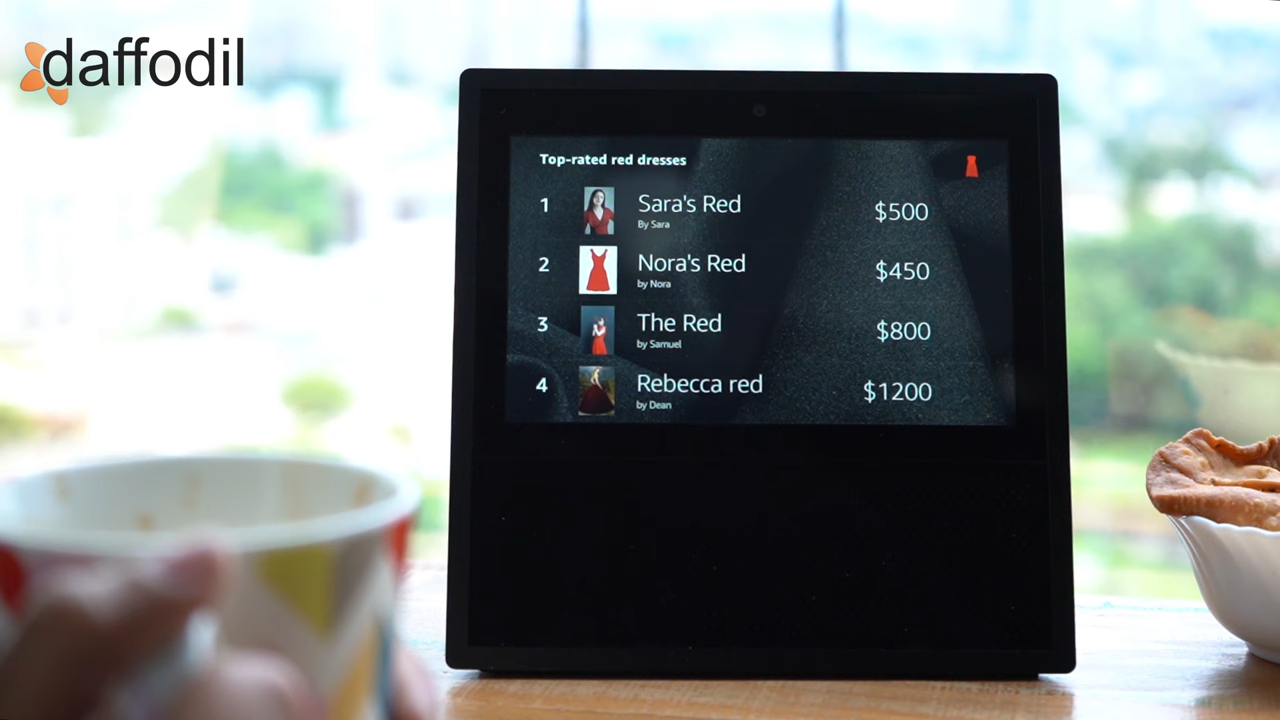 daffodil
Top-rated red dresses
1 Sara's Red $500
By Sara
2 Nora's Red $450
by Nora
3 The Red $800
by Samuel
4 Rebecca red $1200
by Dean